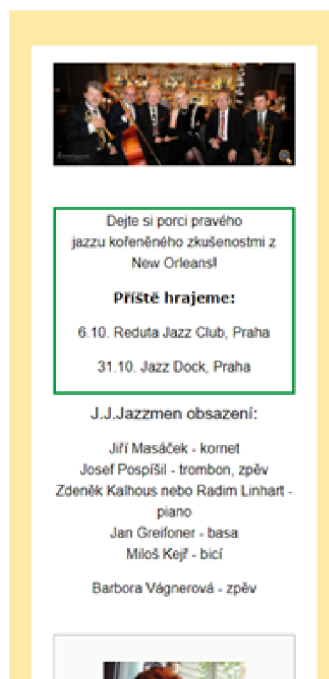 Dejte si porci pravého
jazzu kořeněného zkušenostmi z
New Orleans!
Příště hrajeme:
6.10. Reduta Jazz Club, Praha
31.10. Jazz Dock, Praha
J.J.Jazzmen obsazení:
Jiří Masáček - kornet
Josef Pospíšil - trombon, zpěv
Zdeněk Kalhous nebo Radim Linhart -
piano
Jan Greifoner - basa
Miloš Kejř - bicí
Barbora Vágnerová - zpěv